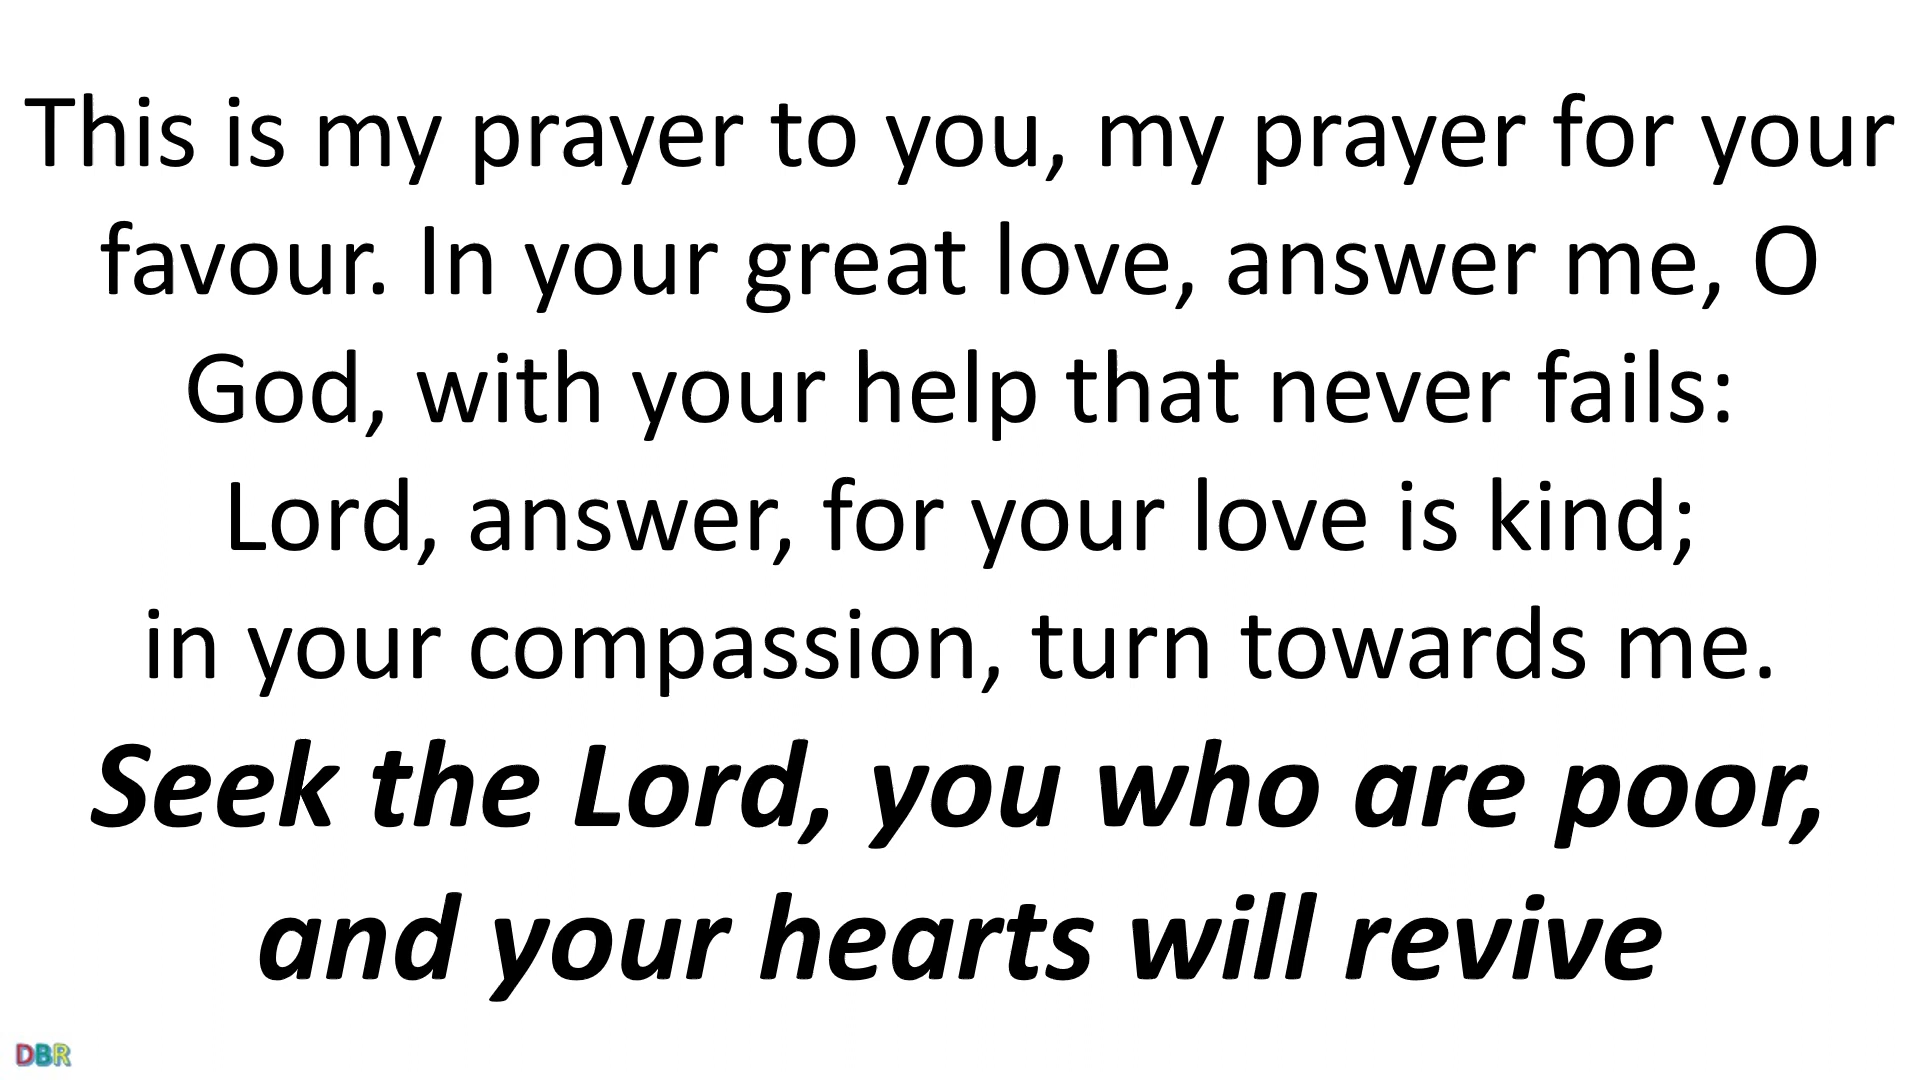 This is my prayer to you, my prayer for your
favour. In your great love, answer me, O
God, with your help that never fails:
Lord, answer, for your love is kind;
in your compassion, turn towards me.
Seek the Lord, you who are poor,
and your hearts will revive
DBR